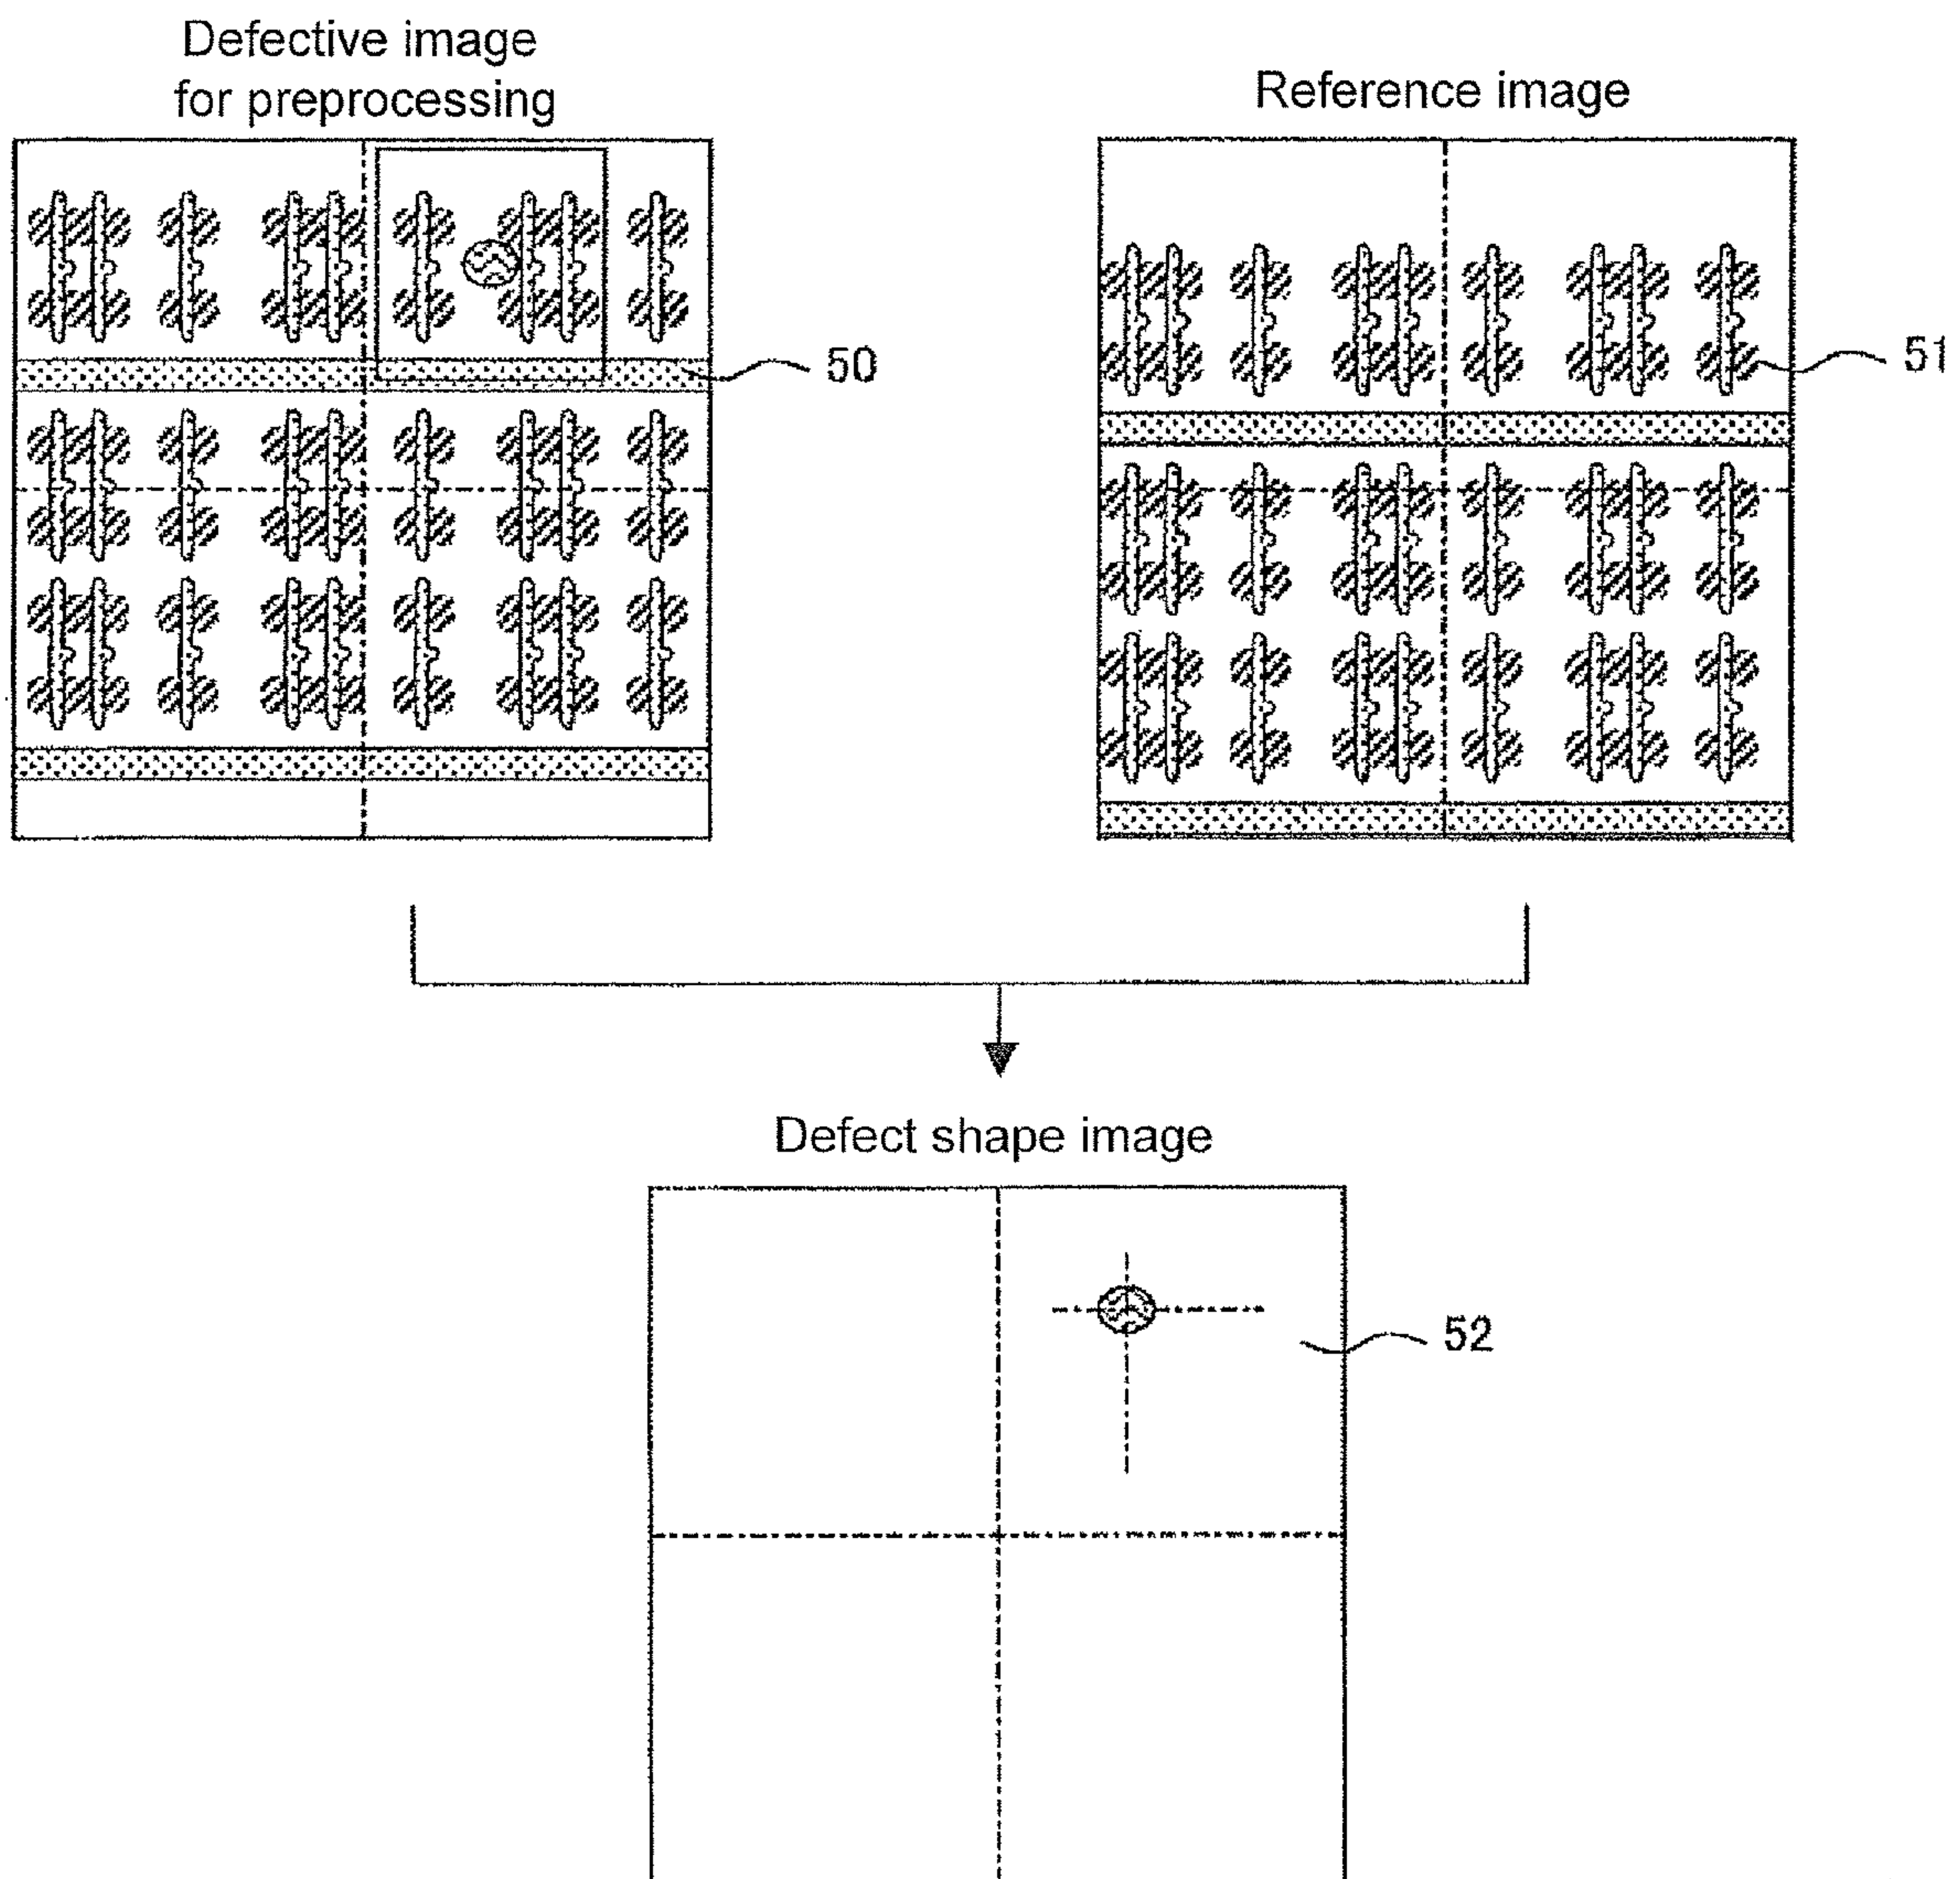 Defective image
for preprocessing
Reference image
50
51
Defect shape image
52